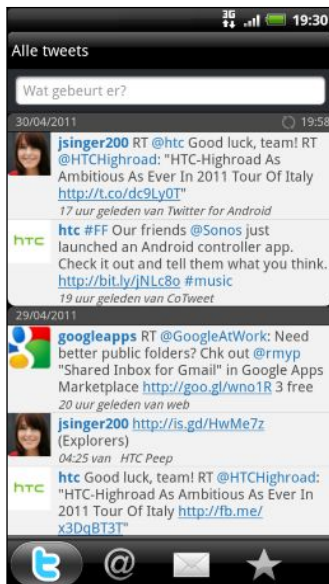 3G 19:30
Alle tweets
Wat gebeurt er?
30/04/2011 19:58
jsinger200 RT @htc Good luck, team! RT
@HTCHighroad: "HTC-Highroad As
Ambitious As Ever In 2011 Tour Of Italy
http://t.co/dc9Ly0T"
17 uur geleden van Twitter for Android
htc
htc #FF Our friends @Sonos just
launched an Android controller app.
Check it out and tell them what you think.
http://bit.ly/jNLc8o #music
19 uur geleden van CoTweet
29/04/2011
googleapps RT @GoogleAtWork: Need
better public folders? Chk out @rmyp
"Shared Inbox for Gmail" in Google Apps
Marketplace http://goo.gl/wno1R 3 free
20 uur geleden van web
jsinger200 http://is.gd/HwMe7z
(Explorers)
04:25 van HTC Peep
htc
htc Good luck, team! RT @HTCHighroad:
"HTC-Highroad As Ambitious As Ever In
2011 Tour Of Italy http://fb.me/
x3DqBT3T"
@